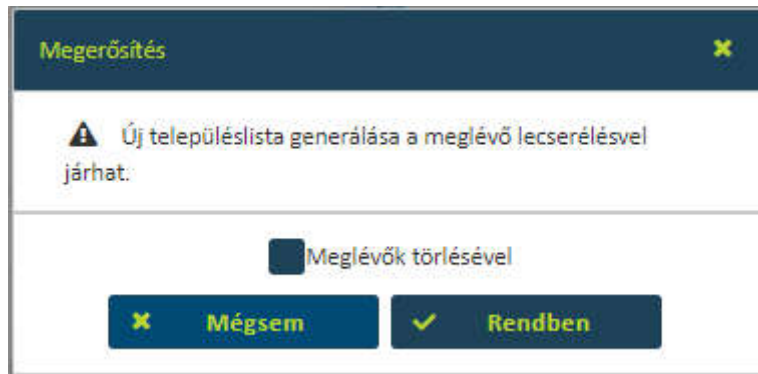 Megerősítés
Új településlista generálása a meglévő lecserélésvel
járhat.
Meglévők törlésével
Mégsem
Rendben